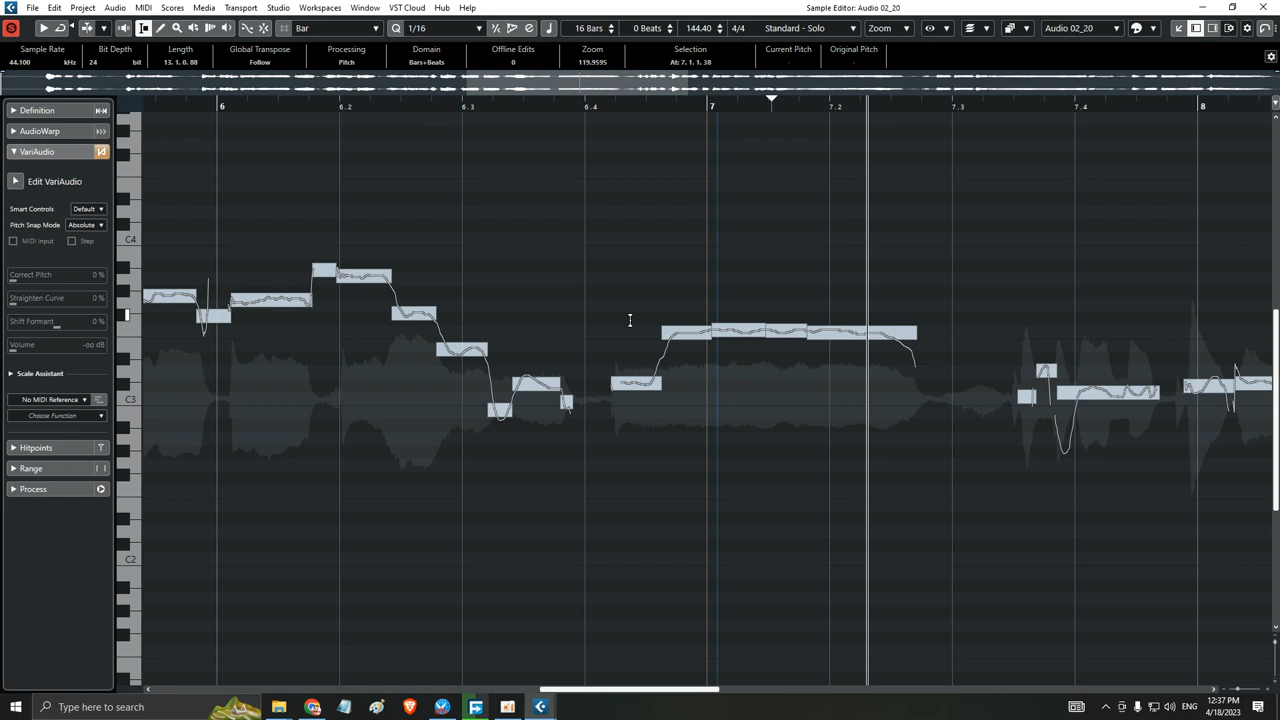 Sample Editor: Audio 02_20
File Edit Project Audio MIDI Scores Media Transport Studio Workspaces Window VST Cloud Hub Help
S Bar Q 1/16 16 Bars 0 Beats 144.40 4/4 Standard - Solo Zoom Audio 02_20
Sample Rate Bit Depth Length Global Transpose Processing Domain Offline Edits Zoom Selection Current Pitch Original Pitch
44.100 kHz 24 bit 13. 1. 0. 88 Follow Pitch Bars+Beats 0 119.9595 At: 7. 1. 1. 38 - -
6 6.2 6.3 6.4 7 7.2 7.3 7.4 8
Definition
AudioWarp
VariAudio
Edit VariAudio
Smart Controls Default
Pitch Snap Mode Absolute
MIDI Input Step
Correct Pitch 0 %
Straighten Curve 0 %
Shift Formant 0 %
Volume -oo dB
Scale Assistant
No MIDI Reference
Choose Function
Hitpoints
Range
Process
C4
C3
C2
Type here to search
ENG
12:37 PM
4/18/2023